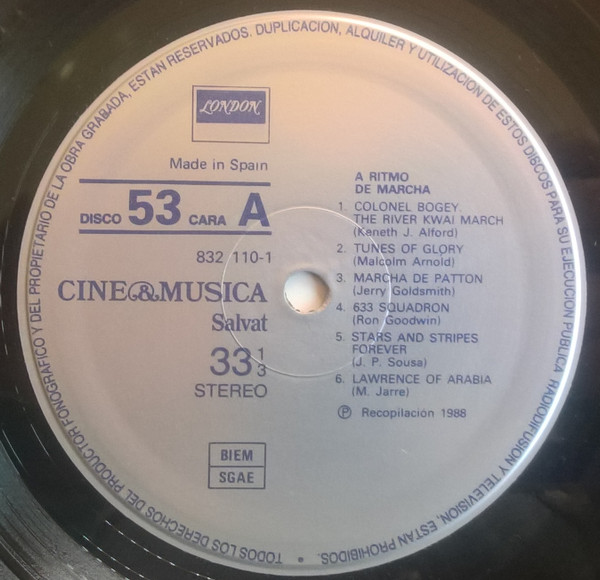 LONDON
Made in Spain
DISCO 53 CARA A
832 110-1
CINE&MUSICA
Salvat
33 1/3
STEREO
BIEM
SGAE
A RITMO
DE MARCHA
1. COLONEL BOGEY
THE RIVER KWAI MARCH
(Keneth J. Alford)
2. TUNES OF GLORY
(Malcolm Arnold)
3. MARCHA DE PATTON
(Jerry Goldsmith)
4. 633 SQUADRON
(Ron Goodwin)
5. STARS AND STRIPES
FOREVER
(J. P. Sousa)
6. LAWRENCE OF ARABIA
(M. Jarre)
Ⓟ Recopilación 1988
TODOS LOS DERECHOS DEL PRODUCTOR FONOGRAFICO Y DEL PROPIETARIO DE LA OBRA GRABADA, ESTAN RESERVADOS. DUPLICACION, ALQUILER Y UTILIZACION DE ESTOS DISCOS PARA SU EJECUCION PUBLICA RADIODIFUSION Y TELEVISION, ESTAN PROHIBIDOS.